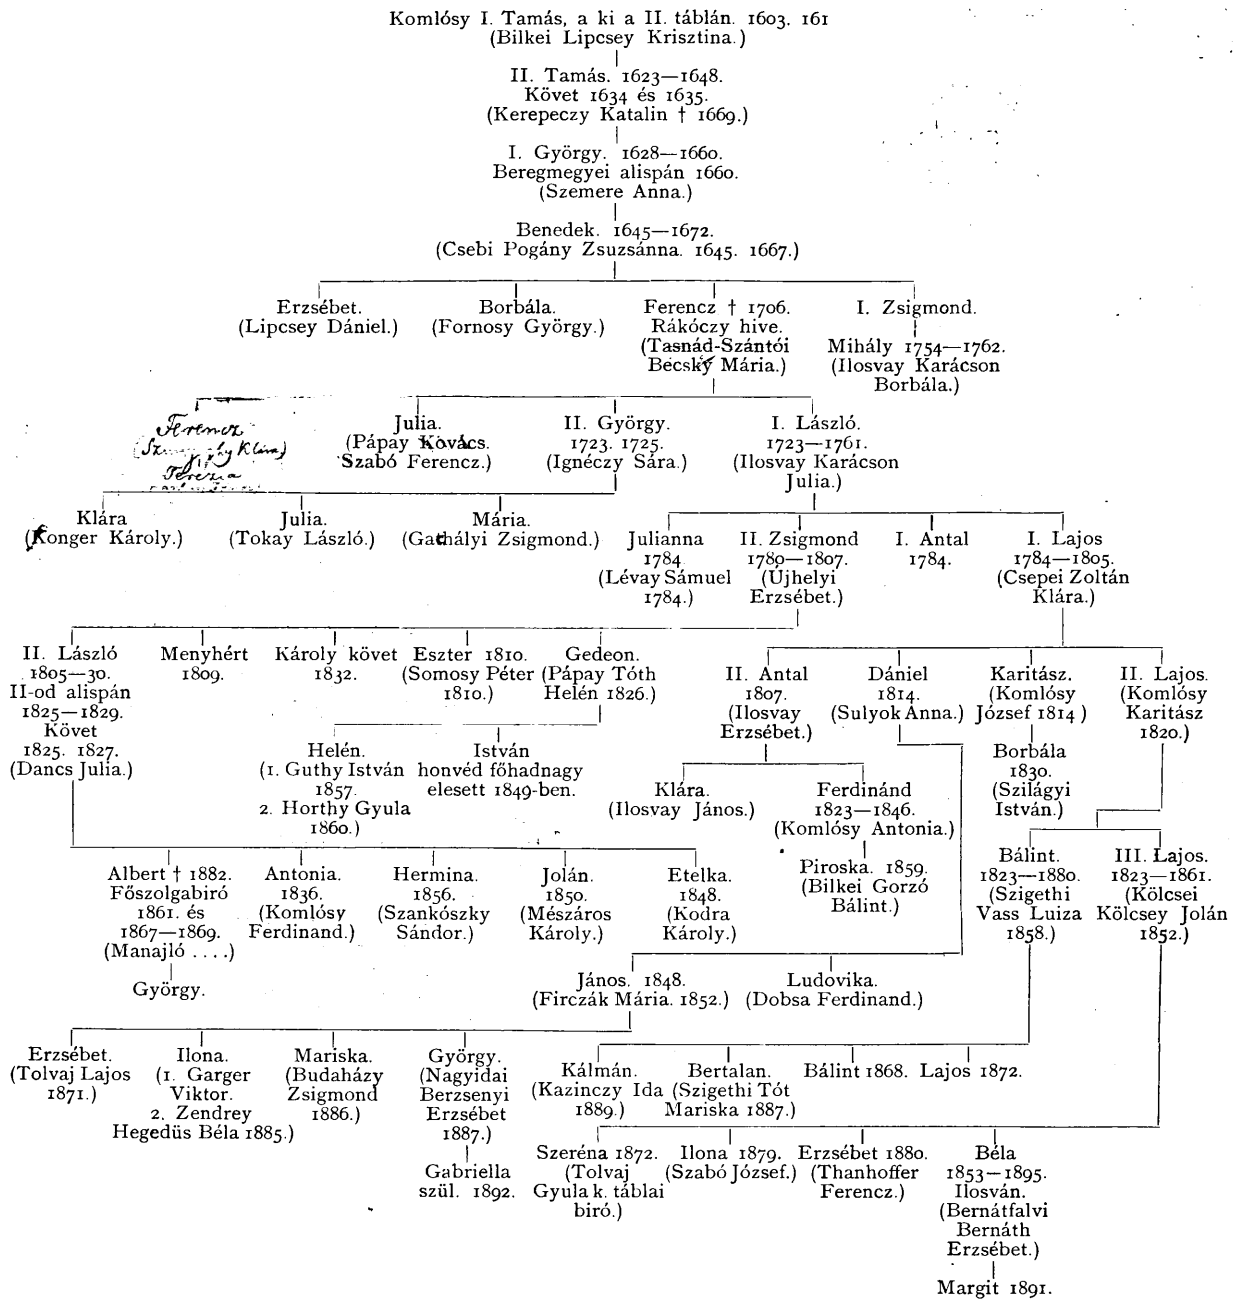 Komlósy I. Tamás, a ki a II. táblán. 1603. 161
(Bilkei Lipcsey Krisztina.)
II. Tamás. 1623—1648.
Követ 1634 és 1635.
(Kerepeczy Katalin † 1669.)
I. György. 1628—1660.
Beregmegyei alispán 1660.
(Szemere Anna.)
Benedek. 1645—1672.
(Csebi Pogány Zsuzsánna. 1645. 1667.)
Erzsébet.
(Lipcsey Dániel.)
Borbála.
(Fornosy György.)
Ferencz † 1706.
Rákóczy hive.
(Tasnád-Szántói
Becsky Mária.)
I. Zsigmond.
Mihály 1754—1762.
(Ilosvay Karácson
Borbála.)
Ferencz
Klára)
Terézia
Julia.
(Pápay Kovács.
Szabó Ferencz.)
II. György.
1723. 1725.
(Ignéczy Sára.)
I. László.
1723—1761.
(Ilosvay Karácson
Julia.)
Klára
(Konger Károly.)
Julia.
(Tokay László.)
Mária.
(Gathályi Zsigmond.)
Julianna
1784
(Lévay Sámuel
1784.)
II. Zsigmond
1780—1807.
(Újhelyi
Erzsébet.)
I. Antal
1784.
I. Lajos
1784—1805.
(Csepei Zoltán
Klára.)
II. László
1805—30.
II-od alispán
1825—1829.
Követ
1825. 1827.
(Dancs Julia.)
Menyhért
1809.
Károly követ
1832.
Eszter 1810.
(Somosy Péter
1810.)
Gedeon.
(Pápay Tóth
Helén 1826.)
II. Antal
1807.
(Ilosvay
Erzsébet.)
Dániel
1814.
(Sulyok Anna.)
Karitász.
(Komlósy
József 1814)
Borbála
1830.
(Szilágyi
István.)
II. Lajos.
(Komlósy
Karitász
1820.)
Helén.
(1. Guthy István
1857.
2. Horthy Gyula
1860.)
István
honvéd főhadnagy
elesett 1849-ben.
Klára.
(Ilosvay János.)
Ferdinánd
1823—1846.
(Komlósy Antonia.)
Piroska. 1859.
(Bilkei Gorzó
Bálint.)
Bálint.
1823—1880.
(Szigethi
Vass Luiza
1858.)
III. Lajos.
1823—1861.
(Kölcsei
Kölcsey Jolán
1852.)
Albert † 1882.
Főszolgabiró
1861. és
1867—1869.
(Manajló ....)
György.
Antonia.
1836.
(Komlósy
Ferdinand.)
Hermina.
1856.
(Szankószky
Sándor.)
Jolán.
1850.
(Mészáros
Károly.)
Etelka.
1848.
(Kodra
Károly.)
János. 1848.
(Firczák Mária. 1852.)
Ludovika.
(Dobsa Ferdinand.)
Erzsébet.
(Tolvaj Lajos
1871.)
Ilona.
(1. Garger
Viktor.
2. Zendrey
Hegedüs Béla 1885.)
Mariska.
(Budaházy
Zsigmond
1886.)
György.
(Nagyidai
Berzsenyi
Erzsébet
1887.)
Gabriella
szül. 1892.
Kálmán.
(Kazinczy Ida
1889.)
Bertalan.
(Szigethi Tót
Mariska 1887.)
Bálint 1868.
Lajos 1872.
Szeréna 1872.
(Tolvaj
Gyula k. táblai
biró.)
Ilona 1879.
(Szabó József.)
Erzsébet 1880.
(Thanhoffer
Ferencz.)
Béla
1853—1895.
Ilosván.
(Bernátfalvi
Bernáth
Erzsébet.)
Margit 1891.